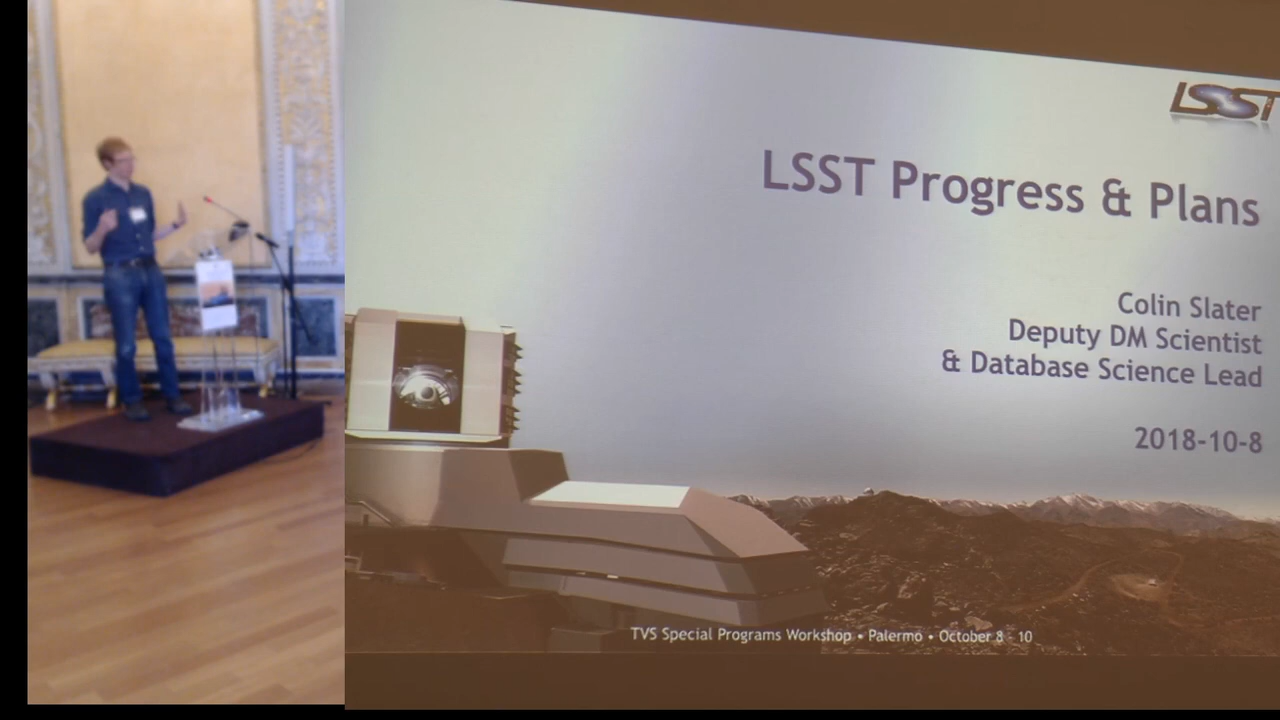 LSST
LSST Progress & Plans
Colin Slater
Deputy DM Scientist
& Database Science Lead
2018-10-8
TVS Special Programs Workshop • Palermo • October 8 - 10